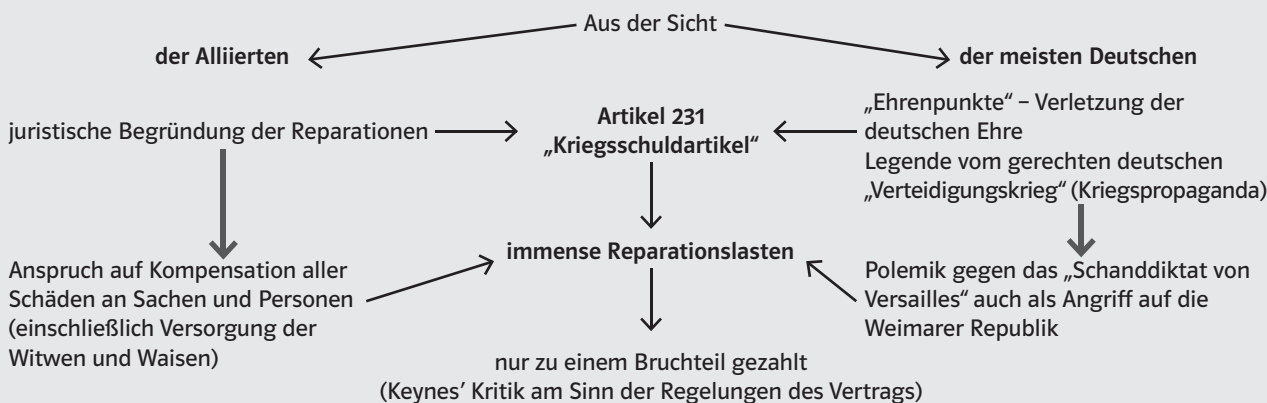 Aus der Sicht
der Alliierten
der meisten Deutschen
juristische Begründung der Reparationen
Artikel 231
„Kriegsschuldartikel“
„Ehrenpunkte“ – Verletzung der
deutschen Ehre
Legende vom gerechten deutschen
„Verteidigungskrieg“ (Kriegspropaganda)
immense Reparationslasten
Anspruch auf Kompensation aller
Schäden an Sachen und Personen
(einschließlich Versorgung der
Witwen und Waisen)
Polemik gegen das „Schanddiktat von
Versailles“ auch als Angriff auf die
Weimarer Republik
nur zu einem Bruchteil gezahlt
(Keynes’ Kritik am Sinn der Regelungen des Vertrags)